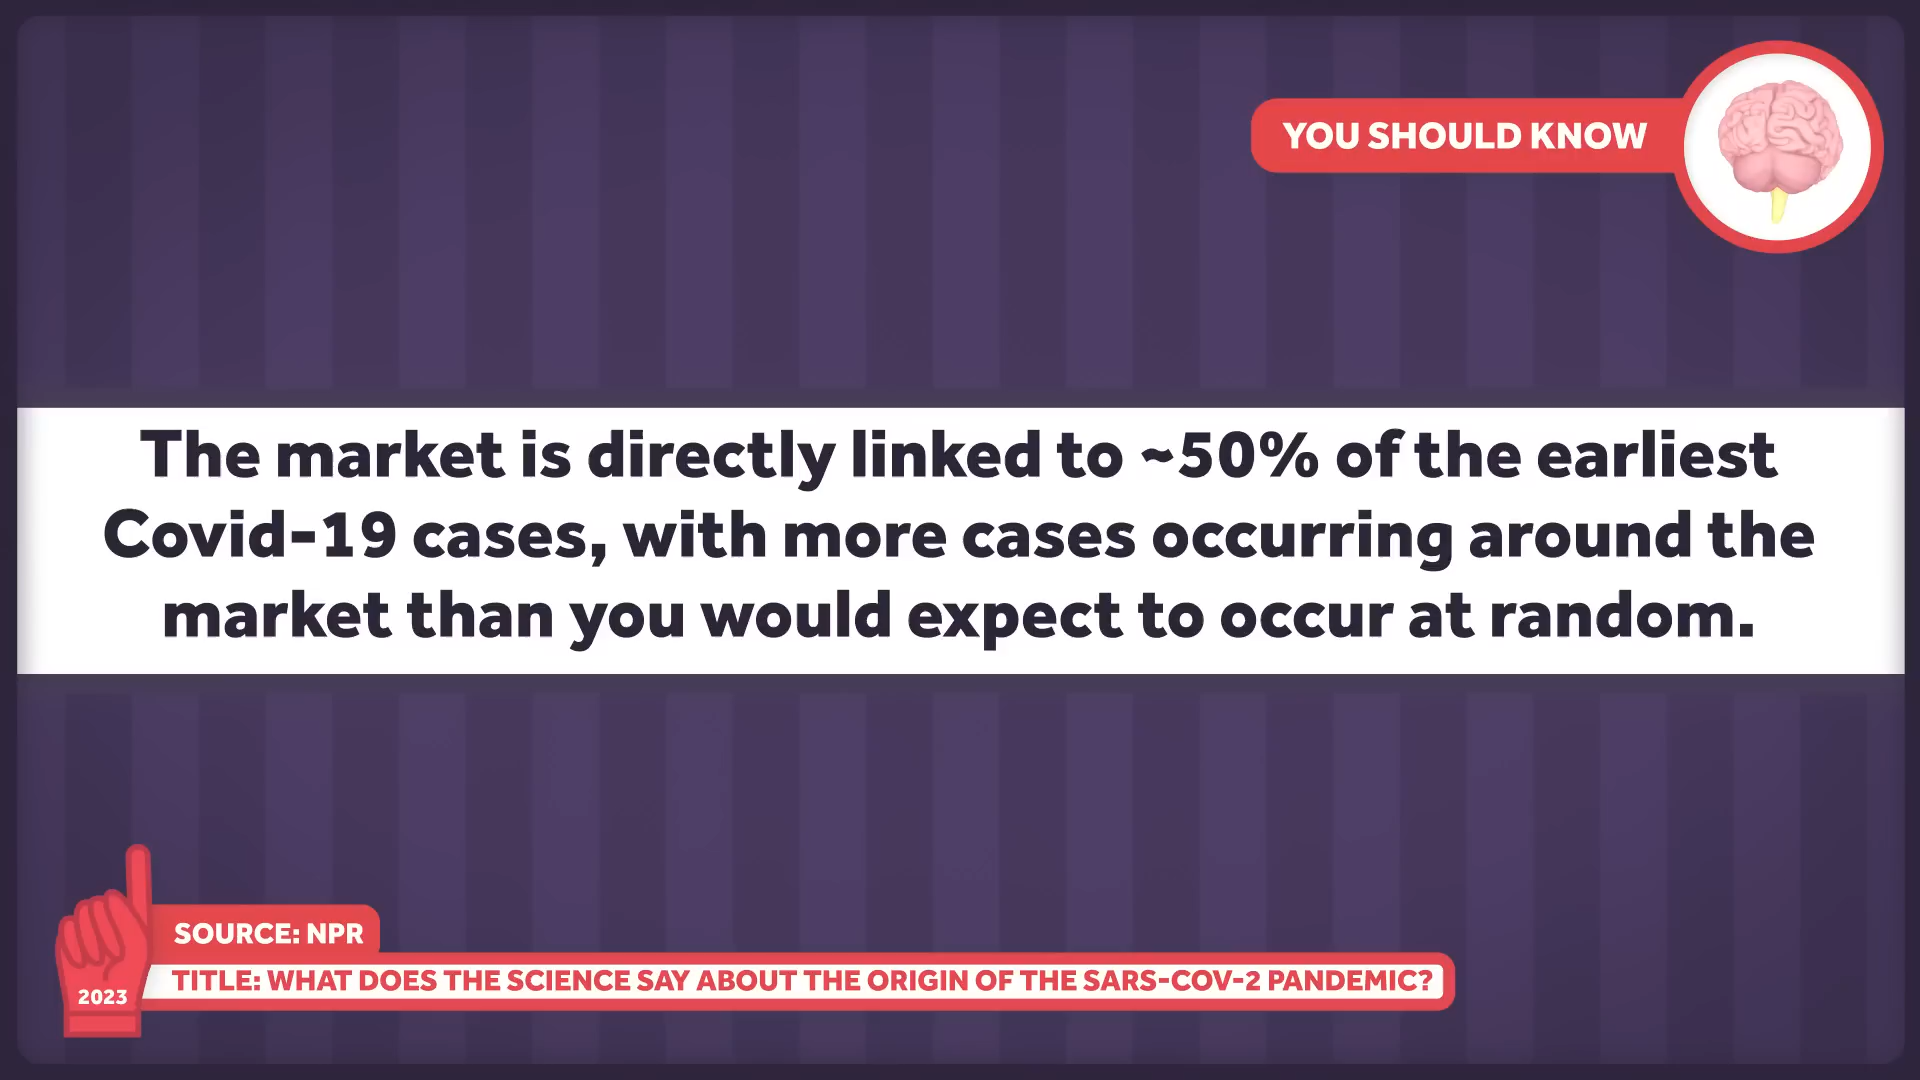 YOU SHOULD KNOW
The market is directly linked to ~50% of the earliest
Covid-19 cases, with more cases occurring around the
market than you would expect to occur at random.
SOURCE: NPR
TITLE: WHAT DOES THE SCIENCE SAY ABOUT THE ORIGIN OF THE SARS-COV-2 PANDEMIC?
2023